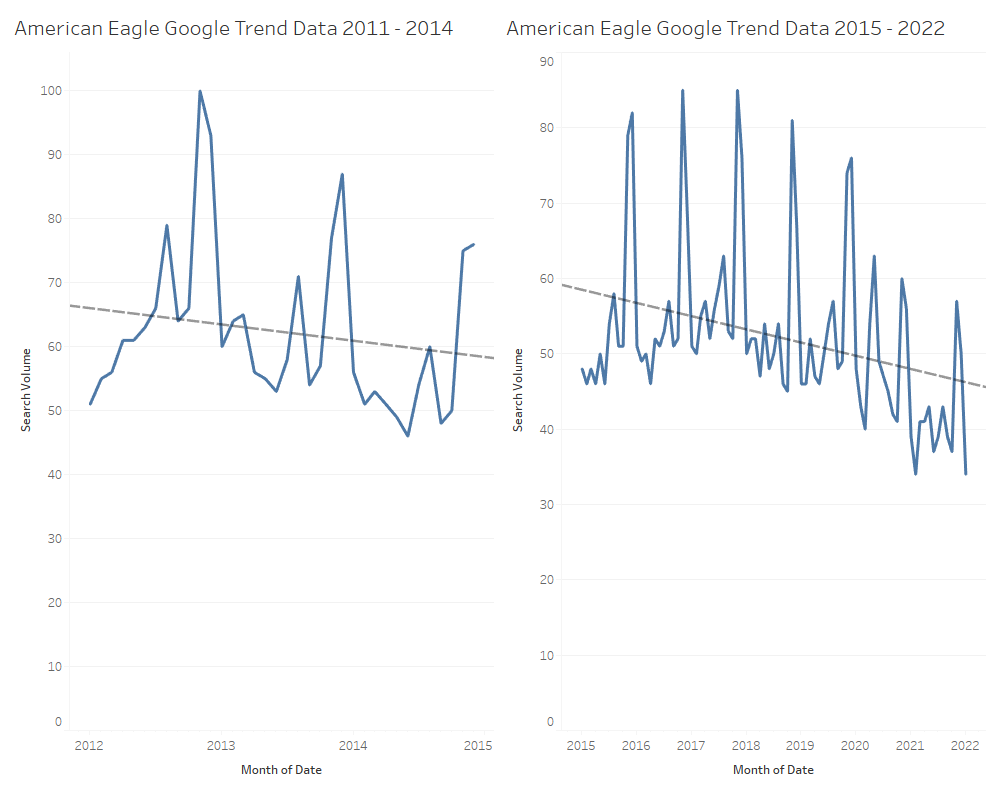 American Eagle Google Trend Data 2011 - 2014
100
90
80
70
60
50
40
30
20
10
0
Search Volume
2012 2013 2014 2015
Month of Date
American Eagle Google Trend Data 2015 - 2022
90
80
70
60
50
40
30
20
10
0
Search Volume
2015 2016 2017 2018 2019 2020 2021 2022
Month of Date